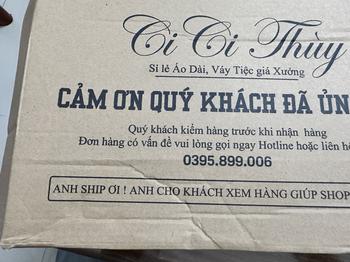 Ci Ci Thùy
Sỉ lẻ Áo Dài, Váy Tiệc giá Xưởng
CẢM ƠN QUÝ KHÁCH ĐÃ ỦN
Quý khách kiểm hàng trước khi nhận hàng
Đơn hàng có vấn đề vui lòng gọi ngay Hotline hoặc liên h
0395.899.006
ANH SHIP ƠI ! ANH CHO KHÁCH XEM HÀNG GIÚP SHOP